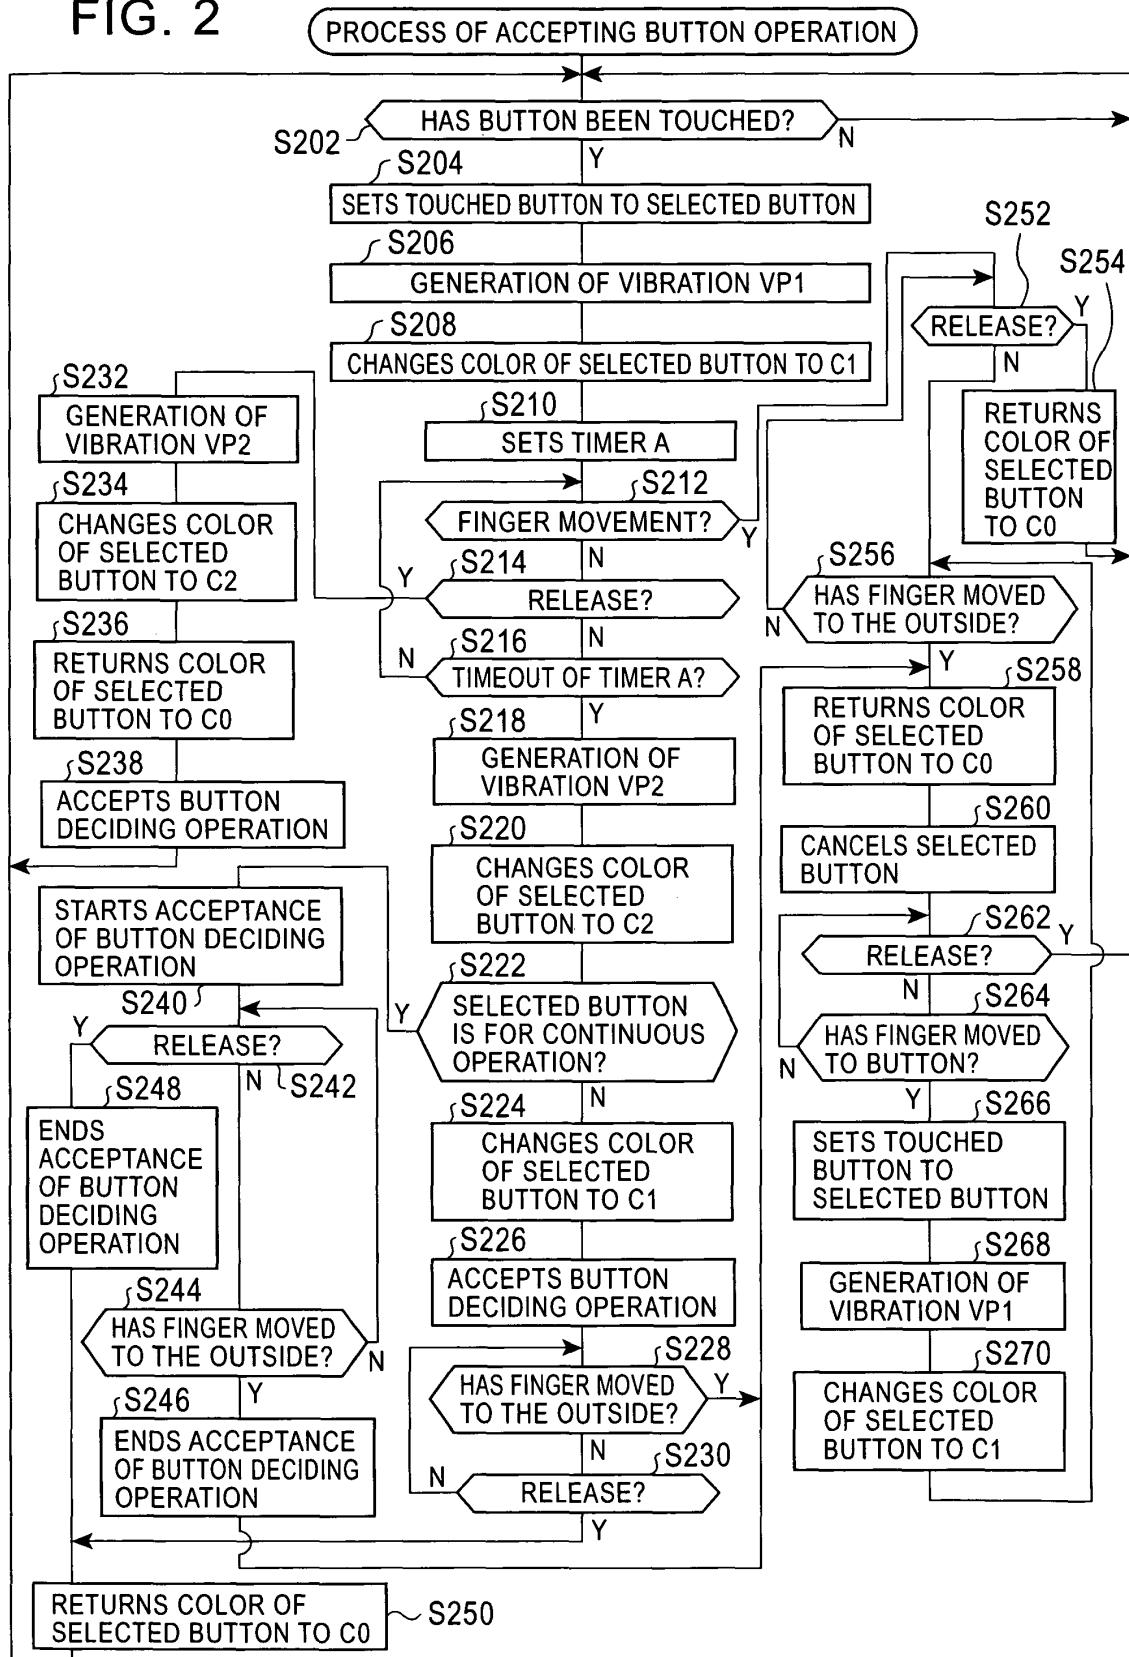 FIG. 2
PROCESS OF ACCEPTING BUTTON OPERATION
HAS BUTTON BEEN TOUCHED?
S202
N
Y
S204
SETS TOUCHED BUTTON TO SELECTED BUTTON
S206
GENERATION OF VIBRATION VP1
S208
CHANGES COLOR OF SELECTED BUTTON TO C1
S210
SETS TIMER A
S212
FINGER MOVEMENT?
Y
N
S214
Y
RELEASE?
N
S216
N
TIMEOUT OF TIMER A?
Y
S218
GENERATION OF
VIBRATION VP2
S220
CHANGES COLOR
OF SELECTED
BUTTON TO C2
S222
Y
SELECTED BUTTON
IS FOR CONTINUOUS
OPERATION?
N
S224
CHANGES COLOR
OF SELECTED
BUTTON TO C1
S226
ACCEPTS BUTTON
DECIDING OPERATION
S228
HAS FINGER MOVED
TO THE OUTSIDE?
Y
N
S230
N
RELEASE?
Y
S232
GENERATION OF
VIBRATION VP2
S234
CHANGES COLOR
OF SELECTED
BUTTON TO C2
S236
RETURNS COLOR
OF SELECTED
BUTTON TO C0
S238
ACCEPTS BUTTON
DECIDING OPERATION
STARTS ACCEPTANCE
OF BUTTON DECIDING
OPERATION
S240
Y
RELEASE?
N
S242
S248
ENDS
ACCEPTANCE
OF BUTTON
DECIDING
OPERATION
S244
HAS FINGER MOVED
TO THE OUTSIDE?
N
Y
S246
ENDS ACCEPTANCE
OF BUTTON DECIDING
OPERATION
RETURNS COLOR OF
SELECTED BUTTON TO C0
S250
S252
RELEASE?
Y
N
S254
RETURNS
COLOR OF
SELECTED
BUTTON
TO C0
S256
HAS FINGER MOVED
TO THE OUTSIDE?
N
Y
S258
RETURNS COLOR
OF SELECTED
BUTTON TO C0
S260
CANCELS SELECTED
BUTTON
S262
RELEASE?
Y
N
S264
HAS FINGER MOVED
TO BUTTON?
N
Y
S266
SETS TOUCHED
BUTTON TO
SELECTED BUTTON
S268
GENERATION OF
VIBRATION VP1
S270
CHANGES COLOR
OF SELECTED
BUTTON TO C1